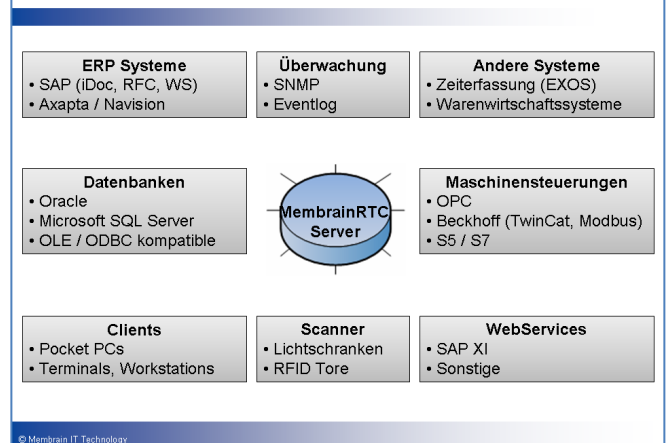 ERP Systeme
• SAP (iDoc, RFC, WS)
• Axapta / Navision
Überwachung
• SNMP
• Eventlog
Andere Systeme
• Zeiterfassung (EXOS)
• Warenwirtschaftssysteme
Datenbanken
• Oracle
• Microsoft SQL Server
• OLE / ODBC kompatible
MembrainRTC
Server
Maschinensteuerungen
• OPC
• Beckhoff (TwinCat, Modbus)
• S5 / S7
Clients
• Pocket PCs
• Terminals, Workstations
Scanner
• Lichtschranken
• RFID Tore
WebServices
• SAP XI
• Sonstige
© Membrain IT Technology